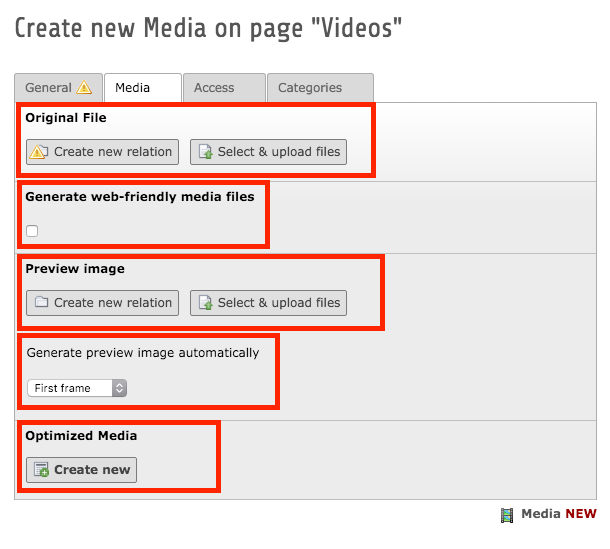 Create new Media on page "Videos"
General Media Access Categories
Original File
Create new relation Select & upload files
Generate web-friendly media files
Preview image
Create new relation Select & upload files
Generate preview image automatically
First frame
Optimized Media
Create new
Media NEW